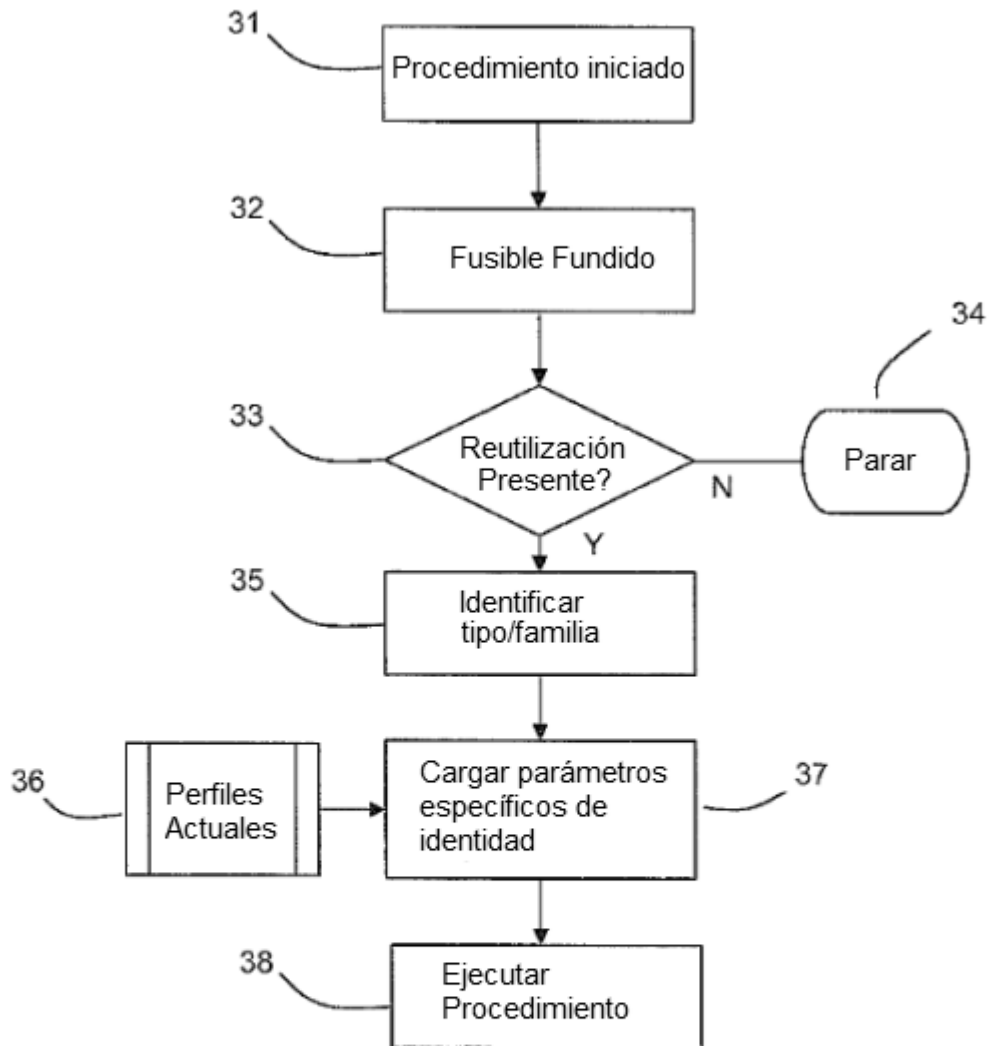 31
Procedimiento iniciado
32
Fusible Fundido
34
33
Reutilización
Presente?
Parar
N
Y
35
Identificar
tipo/familia
36
Perfiles
Actuales
Cargar parámetros
específicos de
identidad
37
38
Ejecutar
Procedimiento